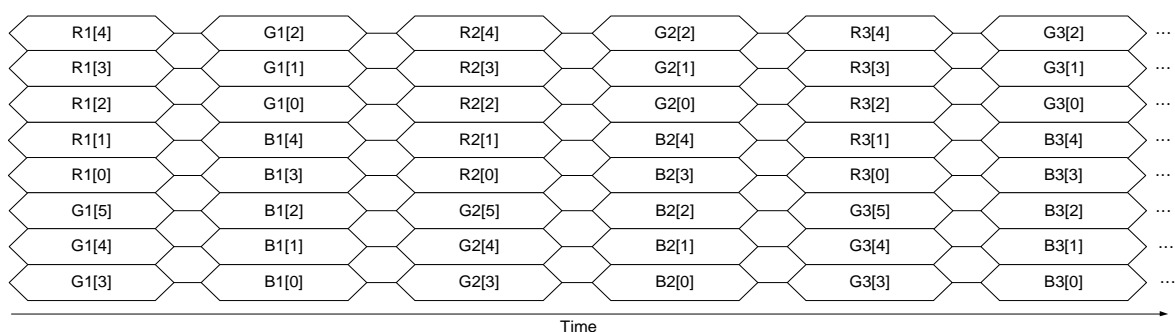 R1[4] G1[2] R2[4] G2[2] R3[4] G3[2] ...
R1[3] G1[1] R2[3] G2[1] R3[3] G3[1] ...
R1[2] G1[0] R2[2] G2[0] R3[2] G3[0] ...
R1[1] B1[4] R2[1] B2[4] R3[1] B3[4] ...
R1[0] B1[3] R2[0] B2[3] R3[0] B3[3] ...
G1[5] B1[2] G2[5] B2[2] G3[5] B3[2] ...
G1[4] B1[1] G2[4] B2[1] G3[4] B3[1] ...
G1[3] B1[0] G2[3] B2[0] G3[3] B3[0] ...
Time